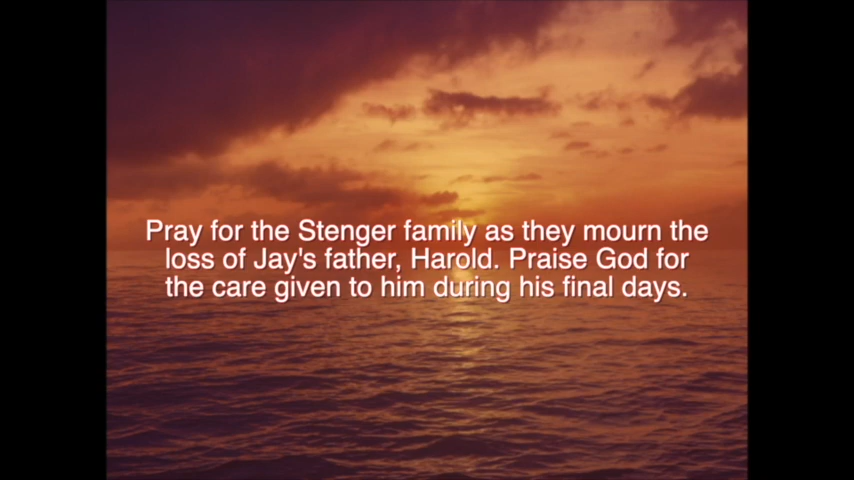 Pray for the Stenger family as they mourn the
loss of Jay's father, Harold. Praise God for
the care given to him during his final days.